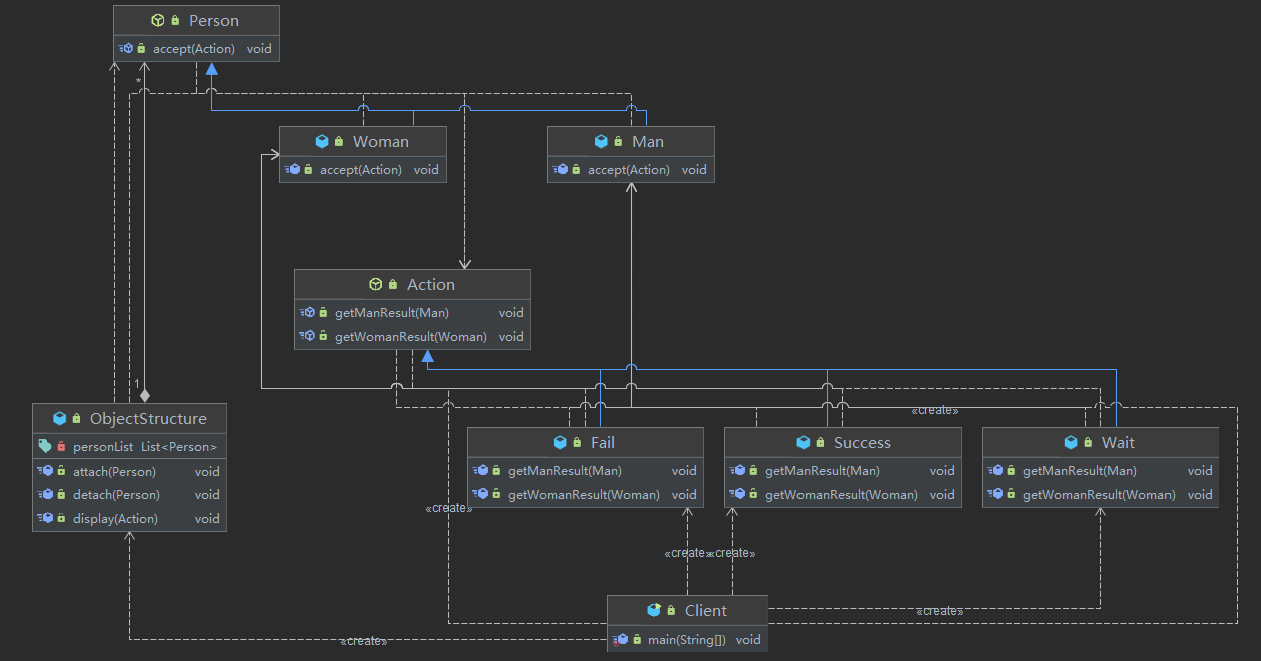 Person
accept(Action) void
*
Woman
accept(Action) void
Man
accept(Action) void
Action
getManResult(Man) void
getWomanResult(Woman) void
1
ObjectStructure
personList List<Person>
attach(Person) void
detach(Person) void
display(Action) void
«create»
Fail
getManResult(Man) void
getWomanResult(Woman) void
Success
getManResult(Man) void
getWomanResult(Woman) void
Wait
getManResult(Man) void
getWomanResult(Woman) void
«create»
«create»
«create»
Client
main(String[]) void
«create»
«create»